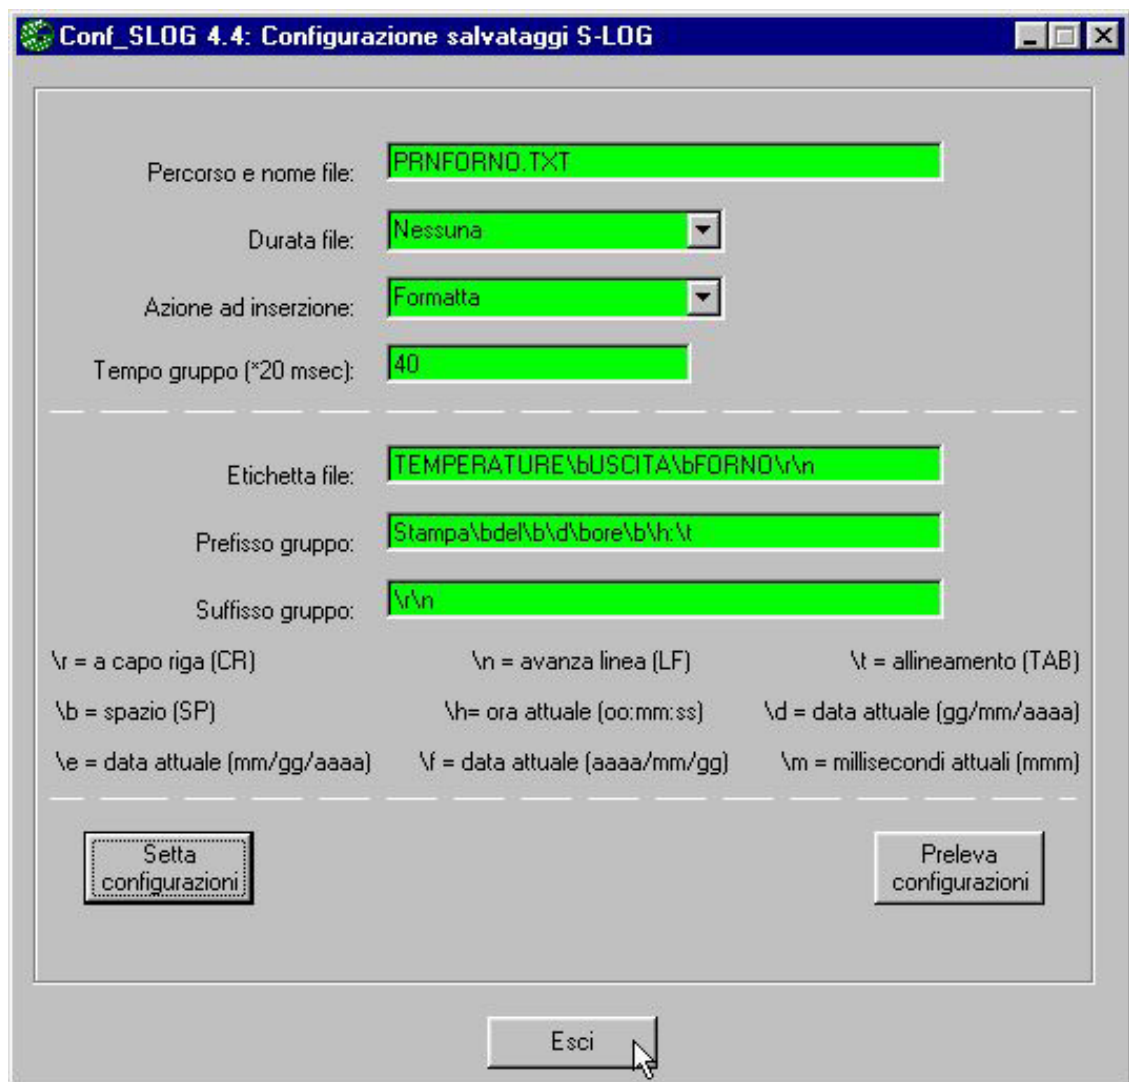 Conf_SLOG 4.4: Configurazione salvataggi S-LOG
Percorso e nome file: PRNFORNO.TXT
Durata file: Nessuna
Azione ad inserzione: Formatta
Tempo gruppo (*20 msec): 40
Etichetta file: TEMPERATURE\bUSCITA\bFORNO\r\n
Prefisso gruppo: Stampa\bdel\b\d\bore\b\h:\t
Suffisso gruppo: \r\n
\r = a capo riga (CR) \n = avanza linea (LF) \t = allineamento (TAB)
\b = spazio (SP) \h= ora attuale (oo:mm:ss) \d = data attuale (gg/mm/aaaa)
\e = data attuale (mm/gg/aaaa) \f = data attuale (aaaa/mm/gg) \m = millisecondi attuali (mmm)
Setta
configurazioni
Preleva
configurazioni
Esci